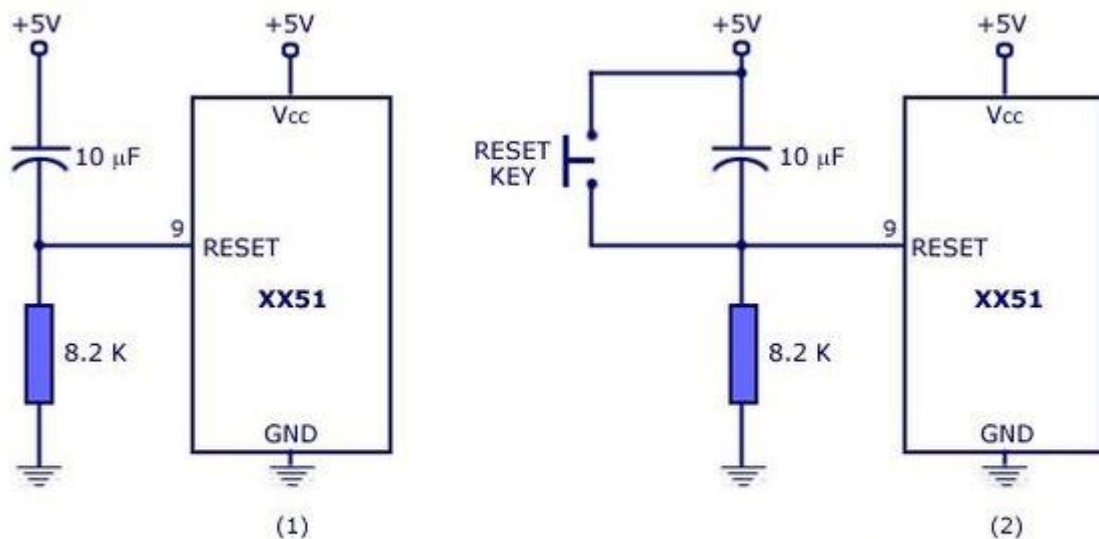 +5V
+5V
Vcc
10 μF
9
RESET
XX51
8.2 K
GND
(1)
+5V
+5V
Vcc
RESET
KEY
10 μF
9
RESET
XX51
8.2 K
GND
(2)